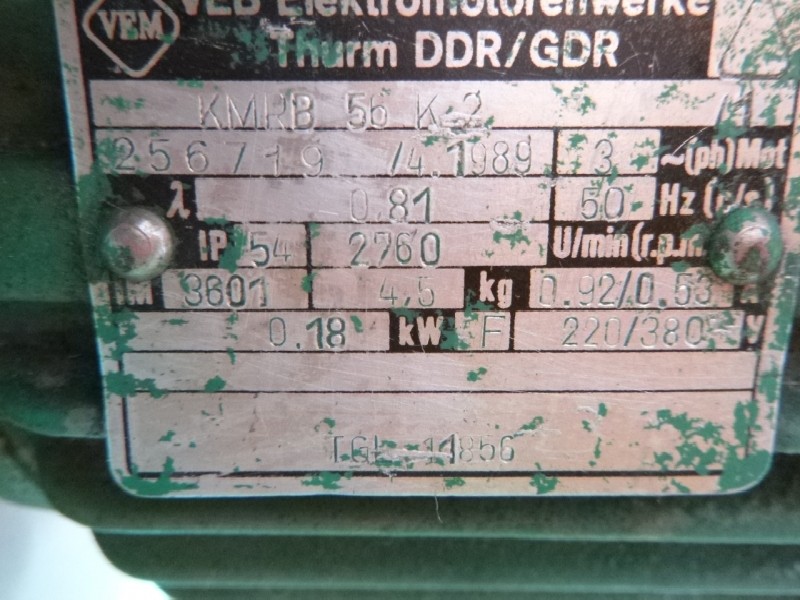 VEM VEB Elektromotorenwerke
Thurm DDR/GDR
KMRB 56 K 2
256719 /4.1989 3 ~(ph)Mot
λ 0.81 50 Hz (c/s)
IP 54 2760 U/min(r.p.m
IM 3601 4,5 kg 0.92/0.53 A
0.18 kW F 220/380 V
TGL 14856